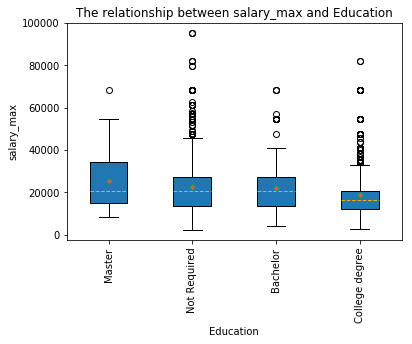 The relationship between salary_max and Education
100000
80000
60000
40000
20000
0
salary_max
Master
Not Required
Bachelor
College degree
Education